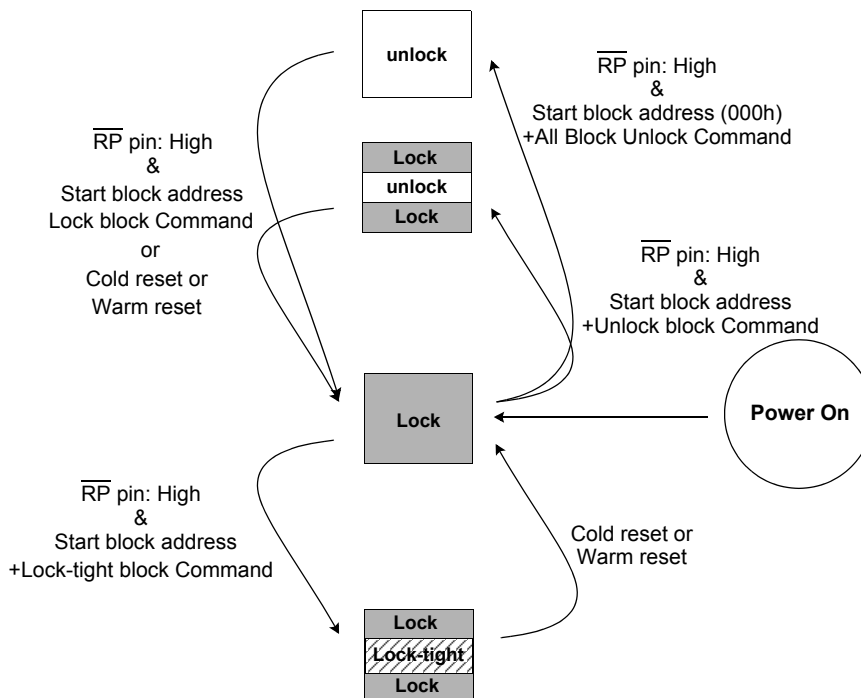 unlock
RP pin: High
&
Start block address (000h)
+All Block Unlock Command
RP pin: High
&
Start block address
Lock block Command
or
Cold reset or
Warm reset
Lock
unlock
Lock
RP pin: High
&
Start block address
+Unlock block Command
Lock
Power On
RP pin: High
&
Start block address
+Lock-tight block Command
Cold reset or
Warm reset
Lock
Lock-tight
Lock